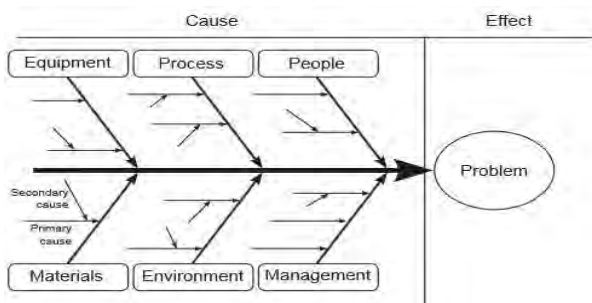 Cause
Effect
Equipment
Process
People
Problem
Secondary
cause
Primary
cause
Materials
Environment
Management